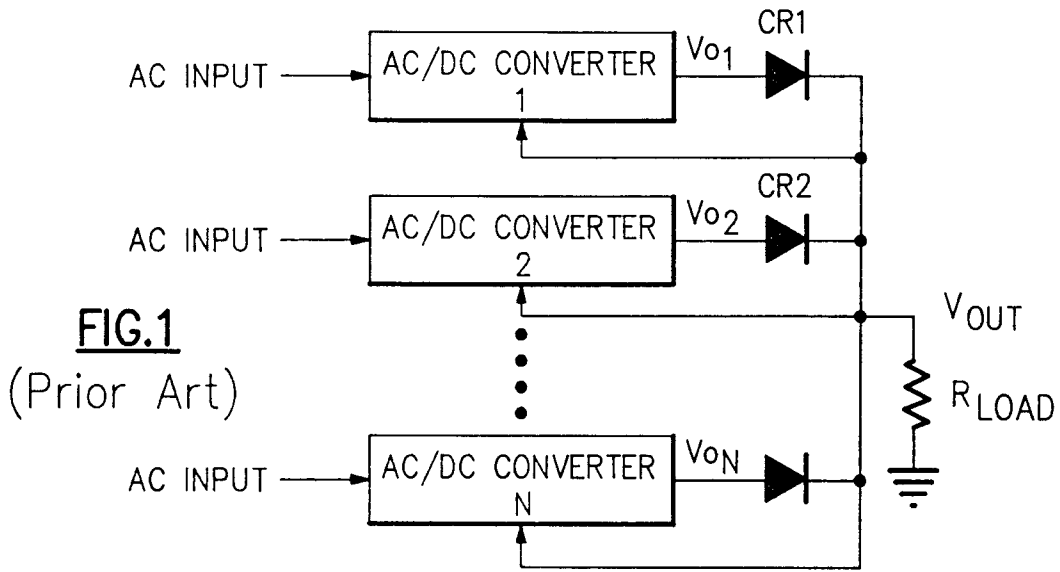 CR1
AC INPUT
AC/DC CONVERTER
1
Vo1
CR2
AC INPUT
AC/DC CONVERTER
2
Vo2
FIG.1
(Prior Art)
VOUT
RLOAD
AC INPUT
AC/DC CONVERTER
N
VoN